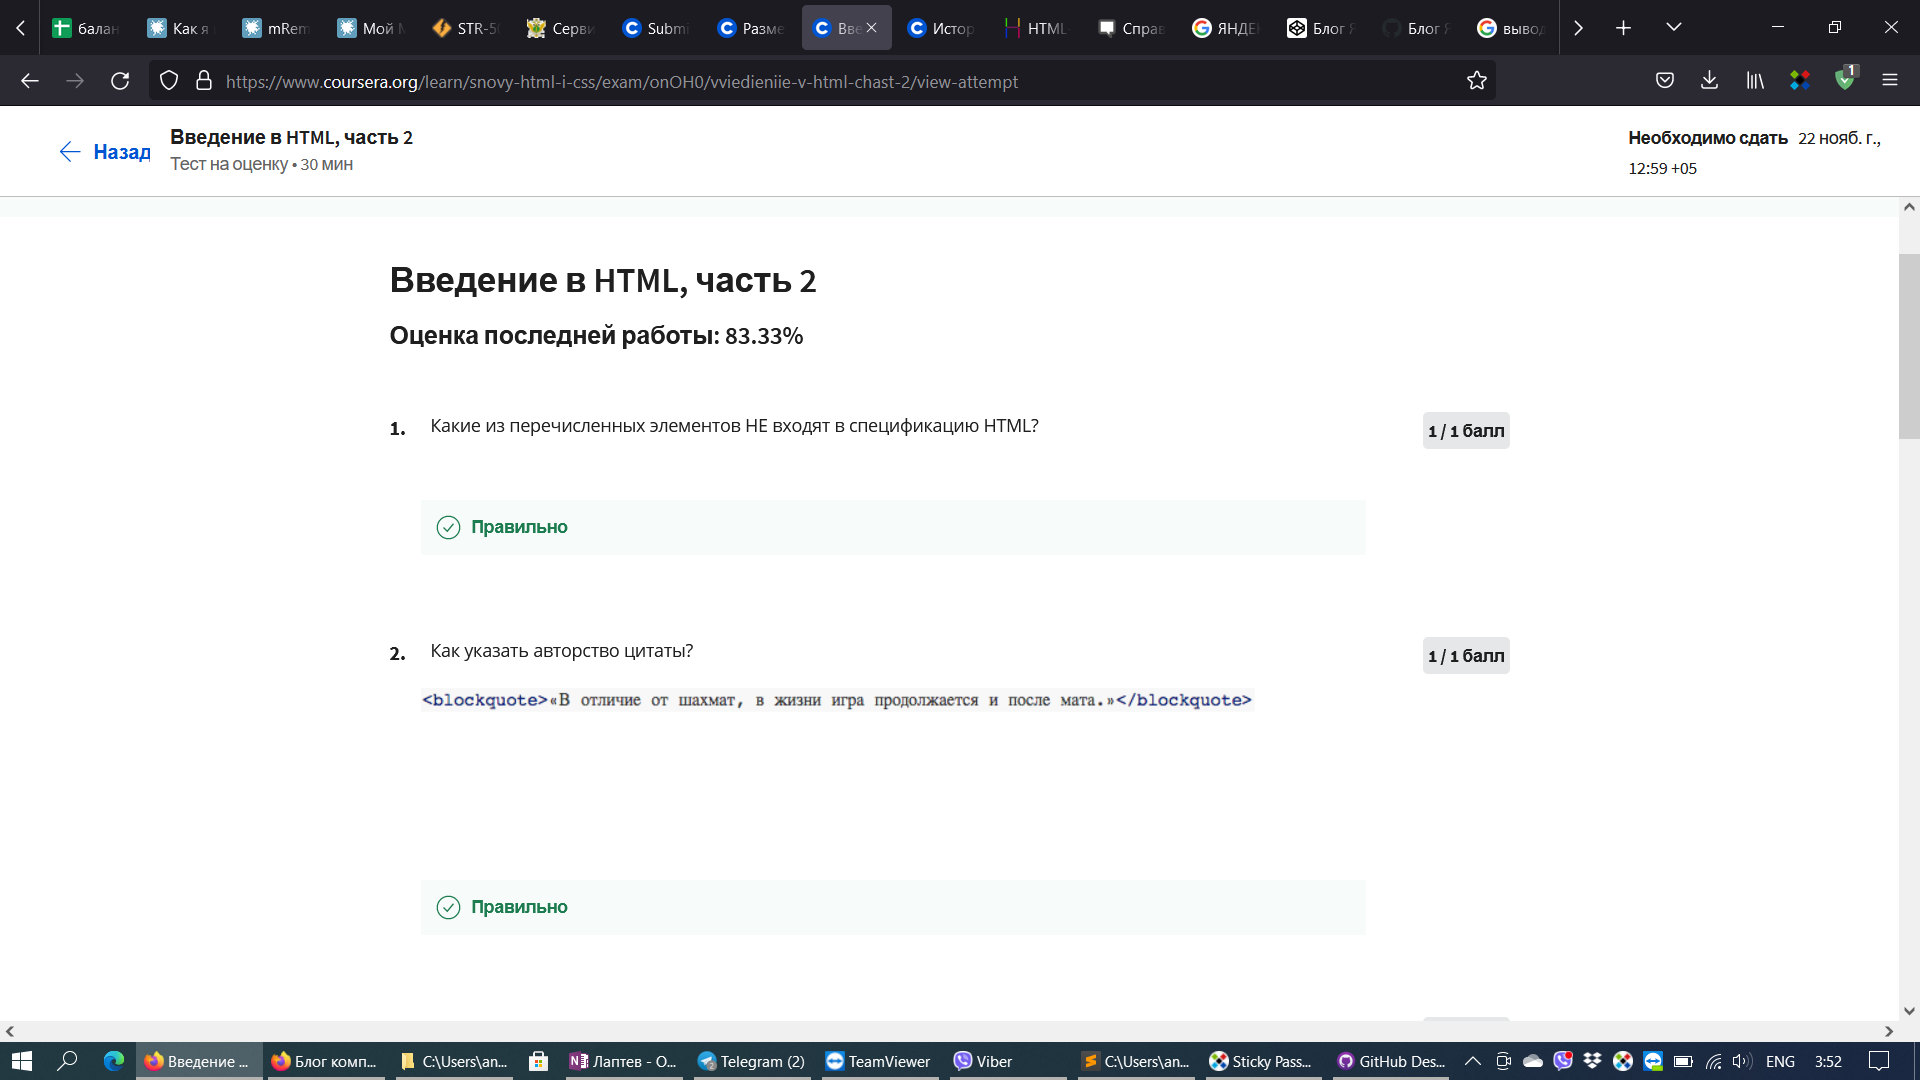 балан
Как я
mRem
Мой М
STR-50
Серви
Submi
Разме
Вве
Истор
HTML
Справ
ЯНДЕ
Блог Я
Блог Я
вывод
https://www.coursera.org/learn/snovy-html-i-css/exam/onOH0/vviedieniie-v-html-chast-2/view-attempt
1
Назад
Введение в HTML, часть 2
Тест на оценку • 30 мин
Необходимо сдать 22 нояб. г.,
12:59 +05
Введение в HTML, часть 2
Оценка последней работы: 83.33%
1. Какие из перечисленных элементов НЕ входят в спецификацию HTML?
1 / 1 балл
Правильно
2. Как указать авторство цитаты?
1 / 1 балл
<blockquote>«В отличие от шахмат, в жизни игра продолжается и после мата.»</blockquote>
Правильно
Введение ...
Блог комп...
C:\Users\an...
Лаптев - O...
Telegram (2)
TeamViewer
Viber
C:\Users\an...
Sticky Pass...
GitHub Des...
ENG
3:52